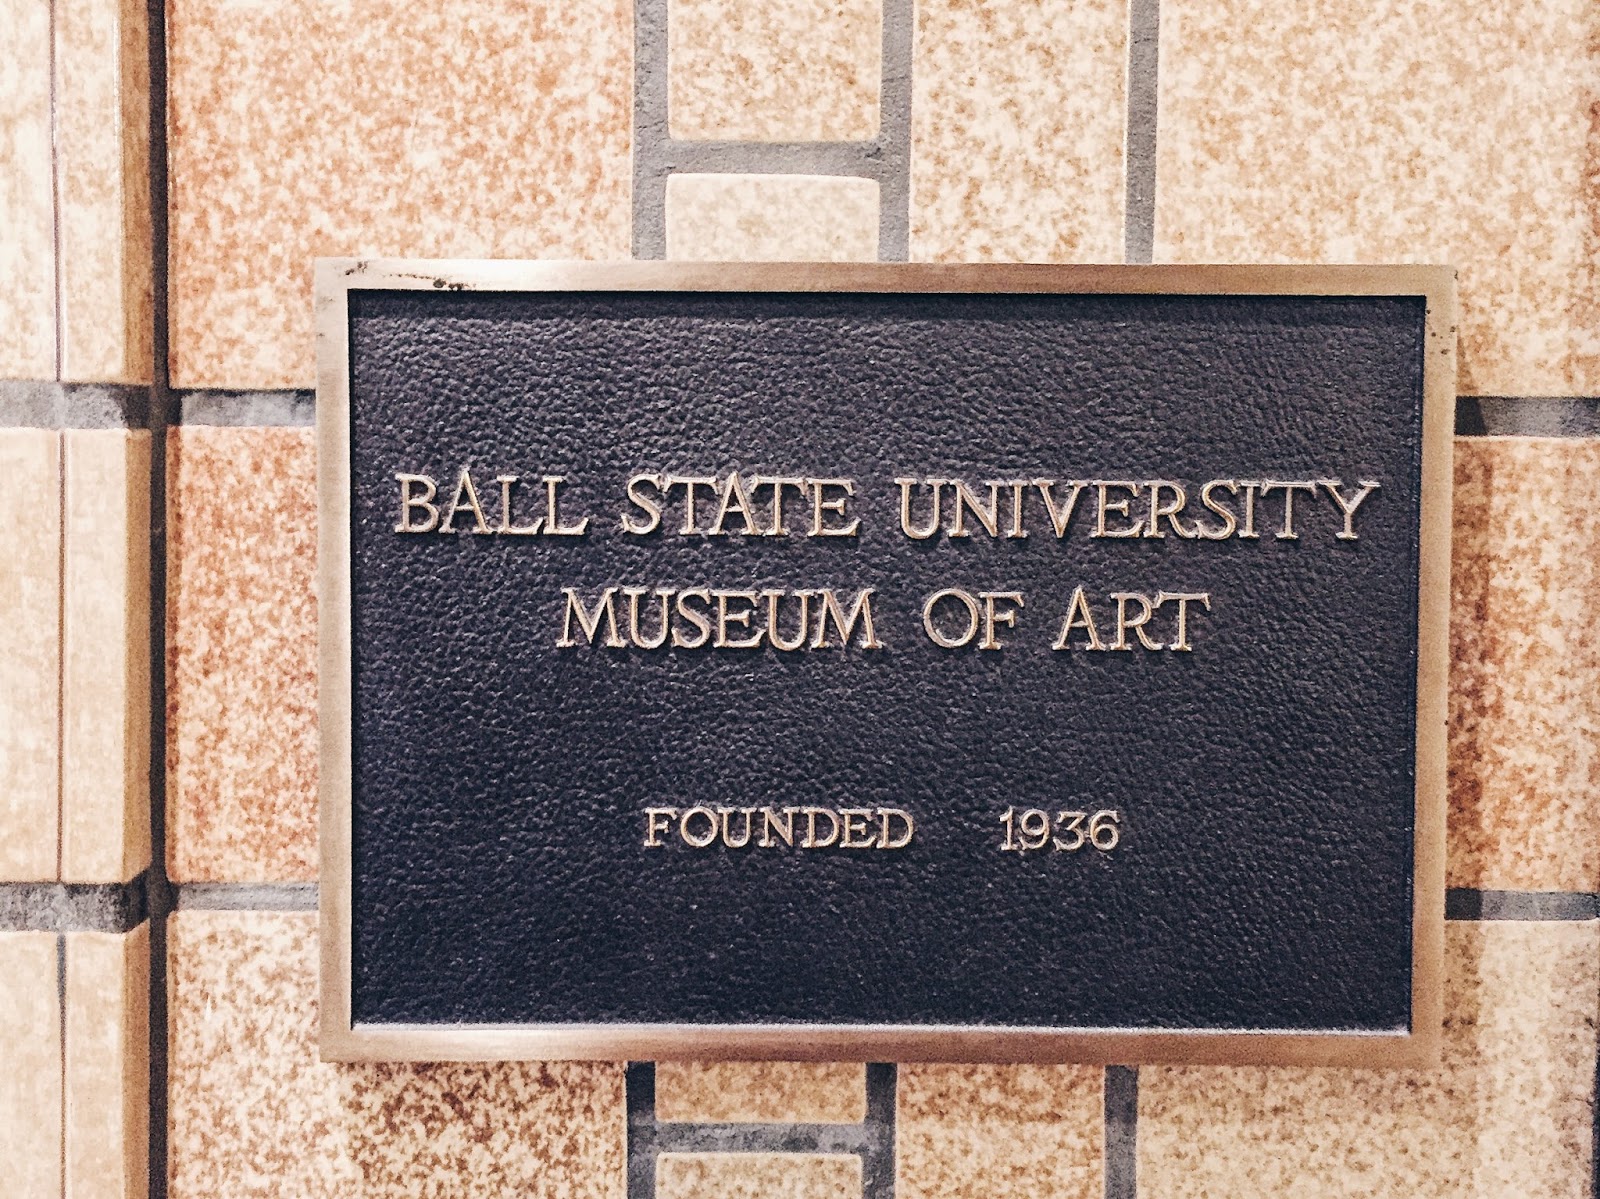 BALL STATE UNIVERSITY
MUSEUM OF ART
FOUNDED 1936